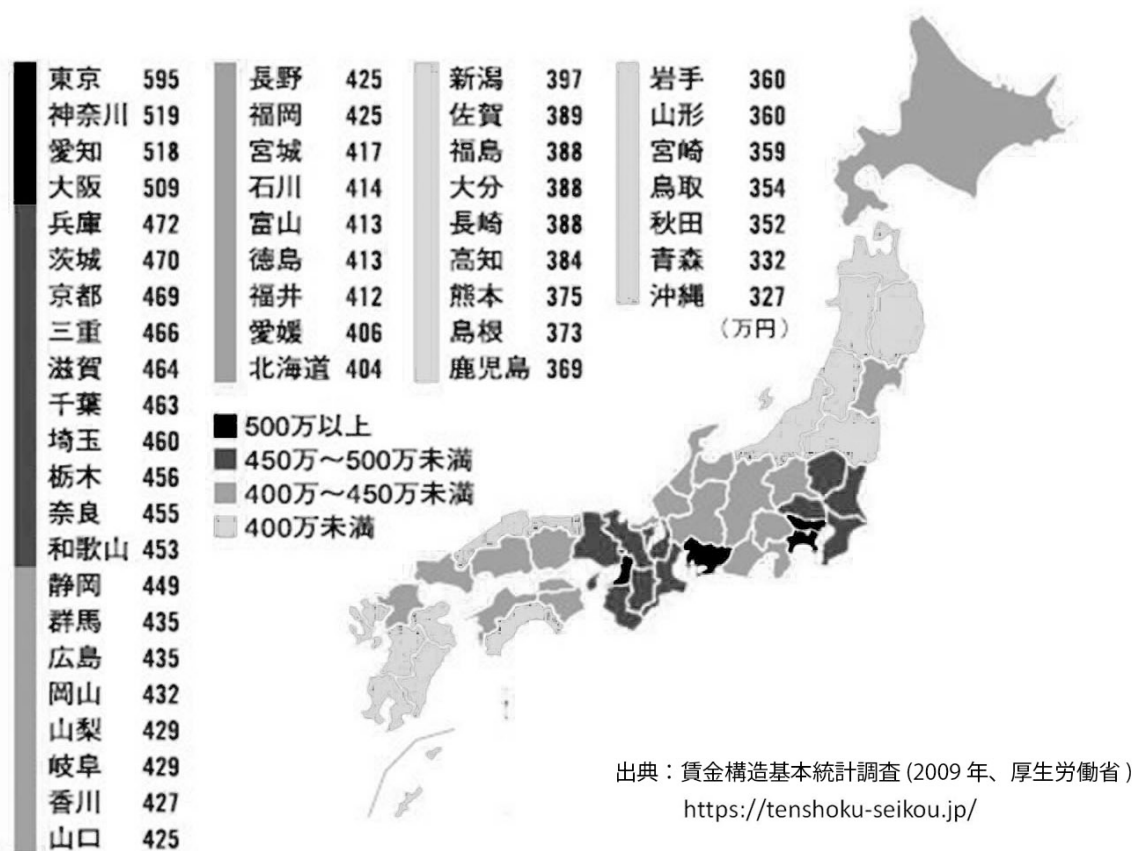 東京 595
神奈川 519
愛知 518
大阪 509
兵庫 472
茨城 470
京都 469
三重 466
滋賀 464
千葉 463
埼玉 460
栃木 456
奈良 455
和歌山 453
静岡 449
群馬 435
広島 435
岡山 432
山梨 429
岐阜 429
香川 427
山口 425
長野 425
福岡 425
宮城 417
石川 414
富山 413
徳島 413
福井 412
愛媛 406
北海道 404
新潟 397
佐賀 389
福島 388
大分 388
長崎 388
高知 384
熊本 375
島根 373
鹿児島 369
岩手 360
山形 360
宮崎 359
鳥取 354
秋田 352
青森 332
沖縄 327
（万円）
500万以上
450万〜500万未満
400万〜450万未満
400万未満
出典：賃金構造基本統計調査 (2009 年、厚生労働省 )
https://tenshoku-seikou.jp/